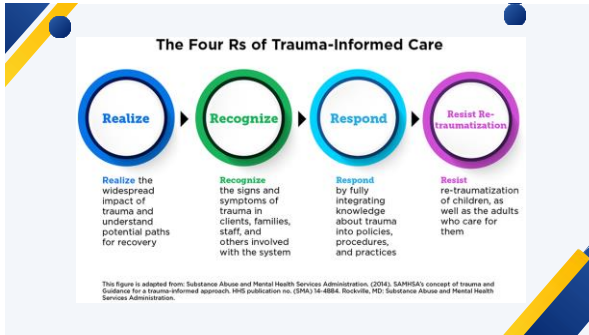 The Four Rs of Trauma-Informed Care
Realize
Recognize
Respond
Resist Re-
traumatization
Realize the
widespread
impact of
trauma and
understand
potential paths
for recovery
Recognize
the signs and
symptoms of
trauma in
clients, families,
staff, and
others involved
with the system
Respond
by fully
integrating
knowledge
about trauma
into policies,
procedures,
and practices
Resist
re-traumatization
of children, as
well as the adults
who care for
them
This figure is adapted from: Substance Abuse and Mental Health Services Administration. (2014). SAMHSA's concept of trauma and
Guidance for a trauma-informed approach. HHS publication no. (SMA) 14-4884. Rockville, MD: Substance Abuse and Mental Health
Services Administration.